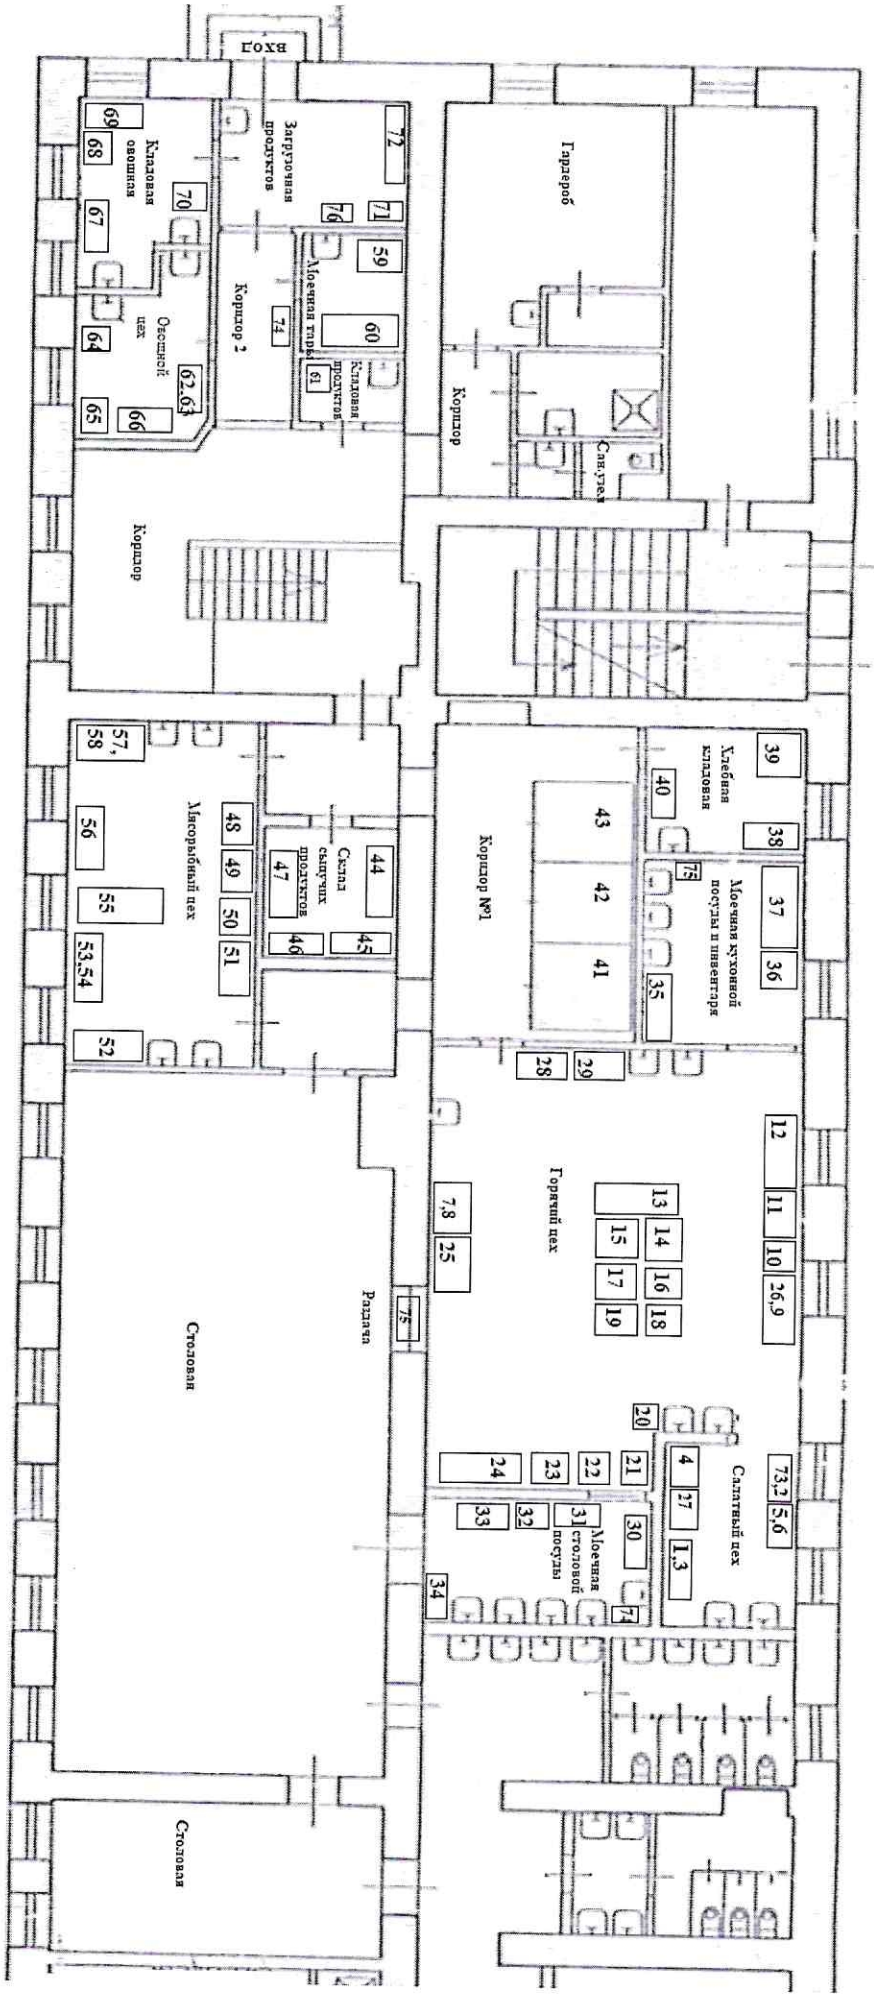 вход
Загрузочная
продуктов
72
71
76
69
68
Кладовая
овошная
67
70
59
Моечная тары
60
Коридор 2
74
Кладовая
продуктов
61
Овошной
цех
64
62,63
65
66
Гардероб
Коридор
Сан.узел
Коридор
57,
58
56
55
53,54
52
Мясорыбный цех
48
49
50
51
44
Склад
сыпучих
продуктов
47
46
45
Коридор №1
43
42
41
39
Хлебная
кладовая
40
38
75
Моечная кухонной
посуды и инвентаря
37
36
35
28
29
Горячий цех
12
11
10
26,9
13
14
15
16
17
18
19
7,8
25
Раздача
75
Столовая
20
21
22
23
24
4
27
1,3
Салатный цех
73,2
5,6
33
32
31
30
Моечная
столовой
посуды
34
74
Столовая